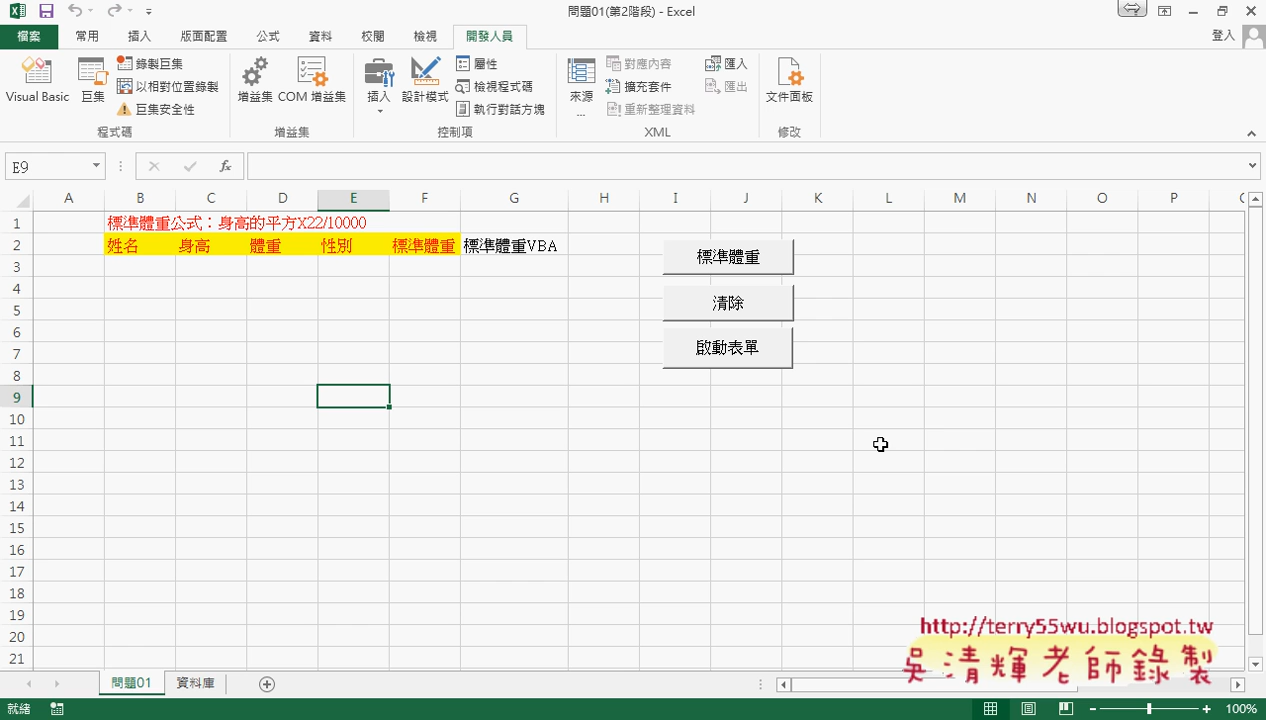 問題01(第2階段) - Excel
檔案 常用 插入 版面配置 公式 資料 校閱 檢視 開發人員 登入
Visual Basic 巨集 錄製巨集 以相對位置錄製 巨集安全性 程式碼
增益集 COM 增益集 增益集
插入 設計模式 屬性 檢視程式碼 執行對話方塊 控制項
來源... 對應內容 擴充套件 重新整理資料 匯入 匯出 XML
文件面板 修改
E9 fx
A B C D E F G H I J K L M N O P
1 標準體重公式：身高的平方X22/10000
2 姓名 身高 體重 性別 標準體重 標準體重VBA
標準體重
3
4
清除
5
6
啟動表單
7
8
9
10
11
12
13
14
15
16
17
18
19
20
21
http://terry55wu.blogspot.tw
吳清輝老師錄製
問題01 資料庫
就緒 100%